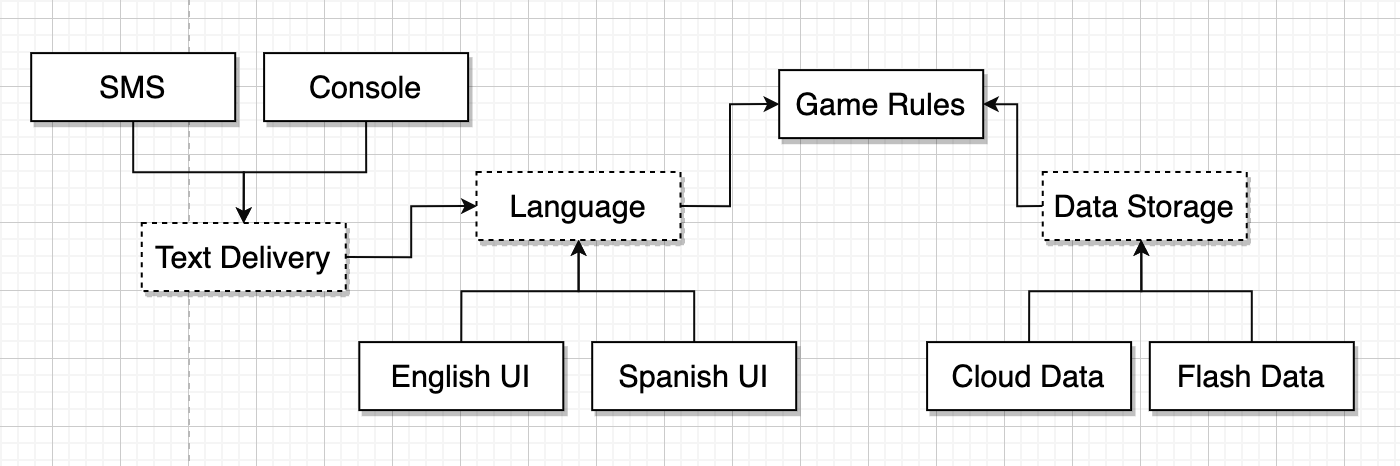 SMS
Console
Game Rules
Language
Data Storage
Text Delivery
English UI
Spanish UI
Cloud Data
Flash Data